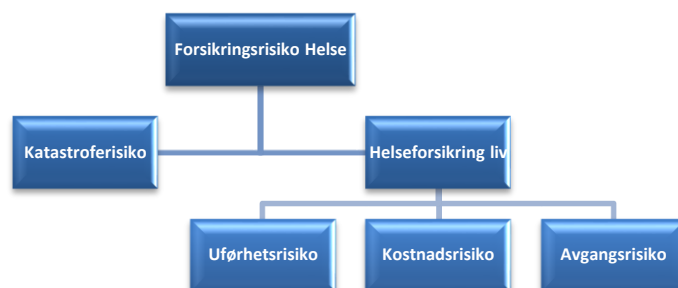 Forsikringsrisiko Helse
Katastroferisiko
Helseforsikring liv
Uførhetsrisiko
Kostnadsrisiko
Avgangsrisiko